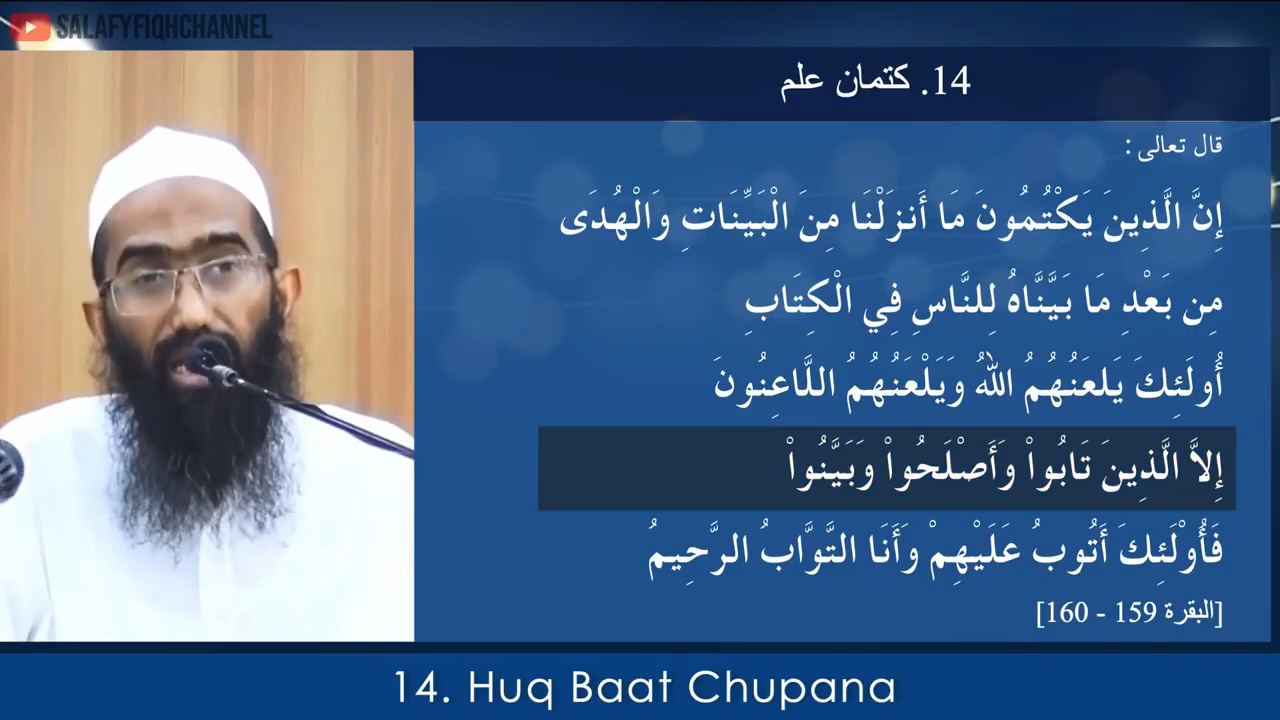 SALAFYFIQHCHANNEL
14. کتمان علم
قال تعالى :
إِنَّ الَّذِينَ يَكْتُمُونَ مَا أَنزَلْنَا مِنَ الْبَيِّنَاتِ وَالْهُدَى
مِن بَعْدِ مَا بَيَّنَّاهُ لِلنَّاسِ فِي الْكِتَابِ
أُولَئِكَ يَلعَنُهُمُ اللهُ وَيَلْعَنُهُمُ اللَّاعِنُونَ
إِلاَّ الَّذِينَ تَابُواْ وَأَصْلَحُواْ وَبَيَّنُواْ
فَأُوْلَئِكَ أَتُوبُ عَلَيْهِمْ وَأَنَا التَّوَّابُ الرَّحِيمُ
[البقرة 159 - 160]
14. Huq Baat Chupana